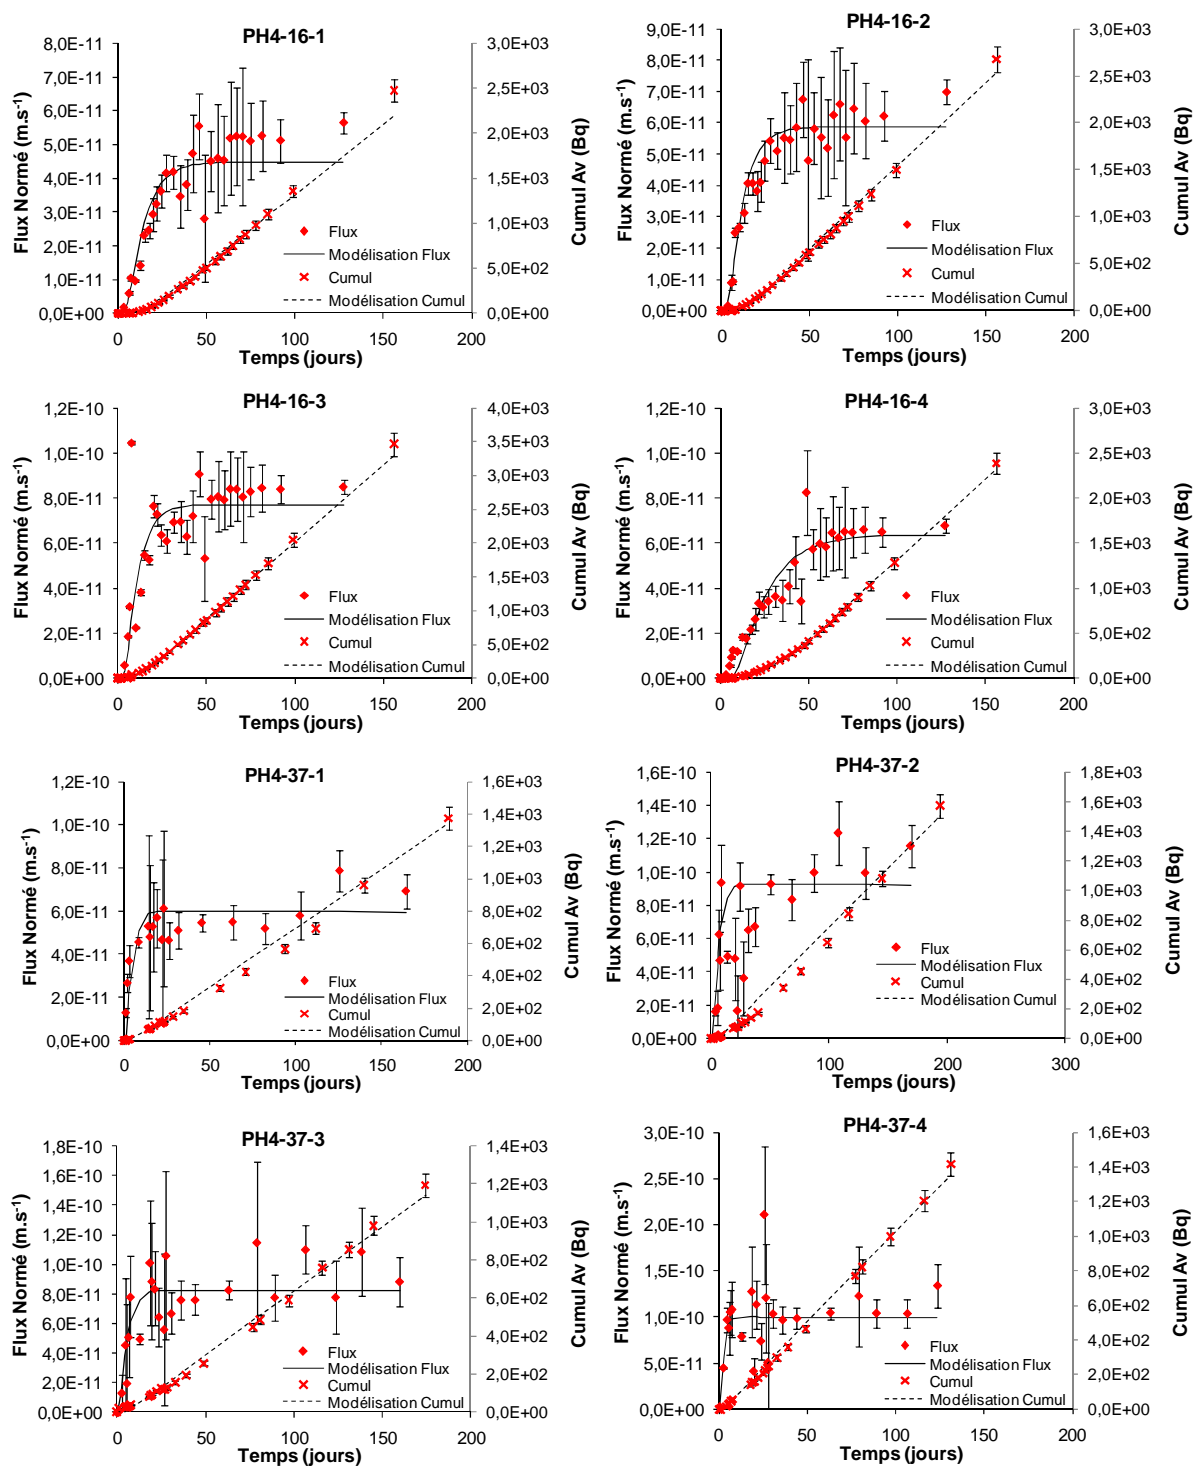 PH4-16-1
8,0E-11
7,0E-11
6,0E-11
5,0E-11
4,0E-11
3,0E-11
2,0E-11
1,0E-11
0,0E+00
Flux Normé (m.s-1)
3,0E+03
2,5E+03
2,0E+03
1,5E+03
1,0E+03
5,0E+02
0,0E+00
Cumul Av (Bq)
Flux
Modélisation Flux
Cumul
Modélisation Cumul
0 50 100 150 200
Temps (jours)
PH4-16-2
9,0E-11
8,0E-11
7,0E-11
6,0E-11
5,0E-11
4,0E-11
3,0E-11
2,0E-11
1,0E-11
0,0E+00
Flux Normé (m.s-1)
3,0E+03
2,5E+03
2,0E+03
1,5E+03
1,0E+03
5,0E+02
0,0E+00
Cumul Av (Bq)
Flux
Modélisation Flux
Cumul
Modélisation Cumul
0 50 100 150 200
Temps (jours)
PH4-16-3
1,2E-10
1,0E-10
8,0E-11
6,0E-11
4,0E-11
2,0E-11
0,0E+00
Flux Normé (m.s-1)
4,0E+03
3,5E+03
3,0E+03
2,5E+03
2,0E+03
1,5E+03
1,0E+03
5,0E+02
0,0E+00
Cumul Av (Bq)
Flux
Modélisation Flux
Cumul
Modélisation Cumul
0 50 100 150 200
Temps (jours)
PH4-16-4
1,2E-10
1,0E-10
8,0E-11
6,0E-11
4,0E-11
2,0E-11
0,0E+00
Flux Normé (m.s-1)
3,0E+03
2,5E+03
2,0E+03
1,5E+03
1,0E+03
5,0E+02
0,0E+00
Cumul Av (Bq)
Flux
Modélisation Flux
Cumul
Modélisation Cumul
0 50 100 150 200
Temps (jours)
PH4-37-1
1,2E-10
1,0E-10
8,0E-11
6,0E-11
4,0E-11
2,0E-11
0,0E+00
Flux Normé (m.s-1)
1,6E+03
1,4E+03
1,2E+03
1,0E+03
8,0E+02
6,0E+02
4,0E+02
2,0E+02
0,0E+00
Cumul Av (Bq)
Flux
Modélisation Flux
Cumul
Modélisation Cumul
0 50 100 150 200
Temps (jours)
PH4-37-2
1,6E-10
1,4E-10
1,2E-10
1,0E-10
8,0E-11
6,0E-11
4,0E-11
2,0E-11
0,0E+00
Flux Normé (m.s-1)
1,8E+03
1,6E+03
1,4E+03
1,2E+03
1,0E+03
8,0E+02
6,0E+02
4,0E+02
2,0E+02
0,0E+00
Cumul Av (Bq)
Flux
Modélisation Flux
Cumul
Modélisation Cumul
0 100 200 300
Temps (jours)
PH4-37-3
1,8E-10
1,6E-10
1,4E-10
1,2E-10
1,0E-10
8,0E-11
6,0E-11
4,0E-11
2,0E-11
0,0E+00
Flux Normé (m.s-1)
1,4E+03
1,2E+03
1,0E+03
8,0E+02
6,0E+02
4,0E+02
2,0E+02
0,0E+00
Cumul Av (Bq)
Flux
Modélisation Flux
Cumul
Modélisation Cumul
0 50 100 150 200
Temps (jours)
PH4-37-4
3,0E-10
2,5E-10
2,0E-10
1,5E-10
1,0E-10
5,0E-11
0,0E+00
Flux Normé (m.s-1)
1,6E+03
1,4E+03
1,2E+03
1,0E+03
8,0E+02
6,0E+02
4,0E+02
2,0E+02
0,0E+00
Cumul Av (Bq)
Flux
Modélisation Flux
Cumul
Modélisation Cumul
0 50 100 150 200
Temps (jours)